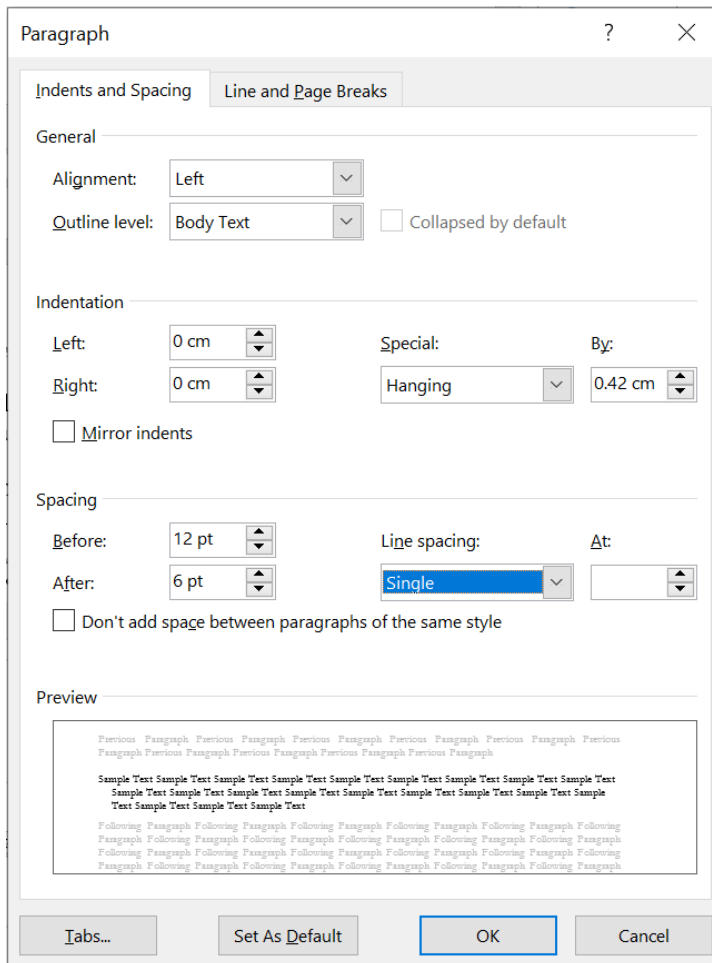 Paragraph ?
Indents and Spacing Line and Page Breaks
General
Alignment: Left
Outline level: Body Text Collapsed by default
Indentation
Left: 0 cm Special: By:
Right: 0 cm Hanging 0.42 cm
Mirror indents
Spacing
Before: 12 pt Line spacing: At:
After: 6 pt Single
Don't add space between paragraphs of the same style
Preview
Previous Paragraph Previous Paragraph Previous Paragraph Previous Paragraph Previous Paragraph Previous
Paragraph Previous Paragraph Previous Paragraph Previous Paragraph Previous Paragraph
Sample Text Sample Text Sample Text Sample Text Sample Text Sample Text Sample Text Sample Text Sample Text
Sample Text Sample Text Sample Text Sample Text Sample Text Sample Text Sample Text Sample Text Sample
Text Sample Text Sample Text Sample Text
Following Paragraph Following Paragraph Following Paragraph Following Paragraph Following Paragraph Following
Paragraph Following Paragraph Following Paragraph Following Paragraph Following Paragraph Following
Following Paragraph Following Paragraph Following Paragraph Following Paragraph Following Paragraph Following
Paragraph Following Paragraph Following Paragraph Following Paragraph Following Paragraph Following Paragraph
Tabs... Set As Default OK Cancel